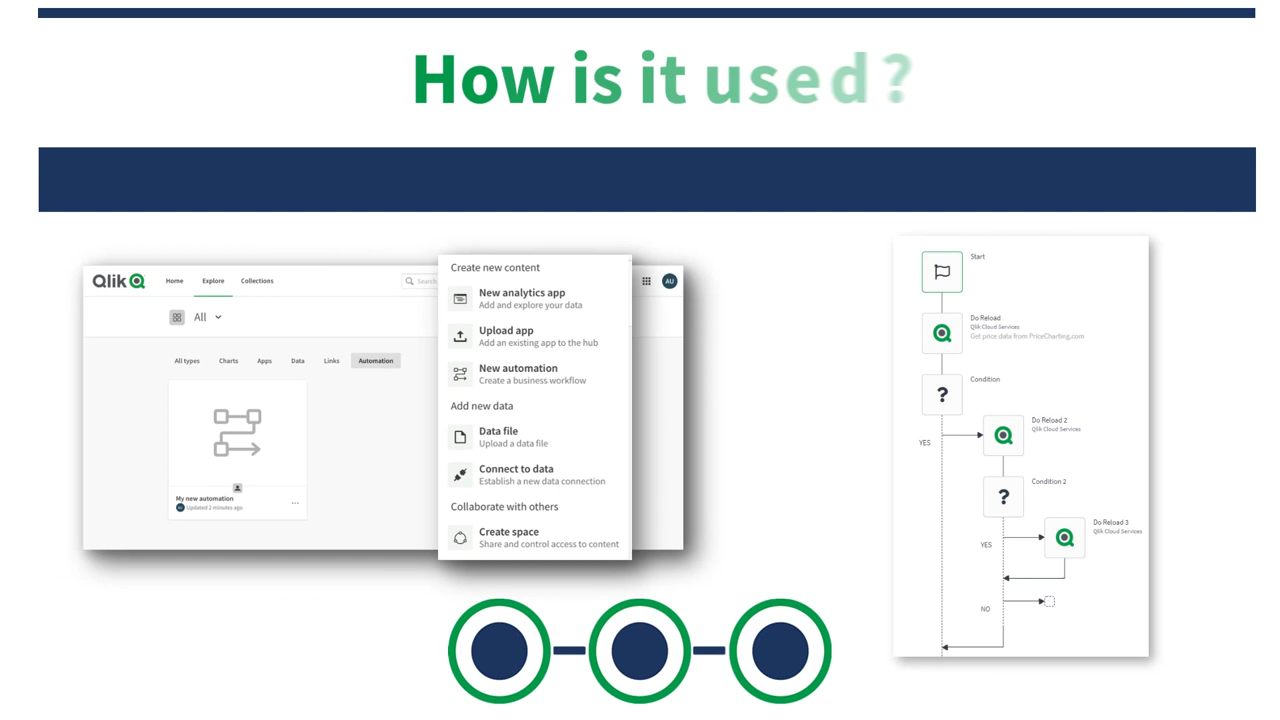 How is it used?
Qlik
Home
Explore
Collections
Search
AU
All
All types
Charts
Apps
Data
Links
Automation
My new automation
Updated 2 minutes ago
Create new content
New analytics app
Add and explore your data
Upload app
Add an existing app to the hub
New automation
Create a business workflow
Add new data
Data file
Upload a data file
Connect to data
Establish a new data connection
Collaborate with others
Create space
Share and control access to content
Start
Do Reload
Qlik Cloud Services
Get price data from PriceCharting.com
?
Condition
YES
Do Reload 2
Qlik Cloud Services
?
Condition 2
YES
Do Reload 3
Qlik Cloud Services
NO